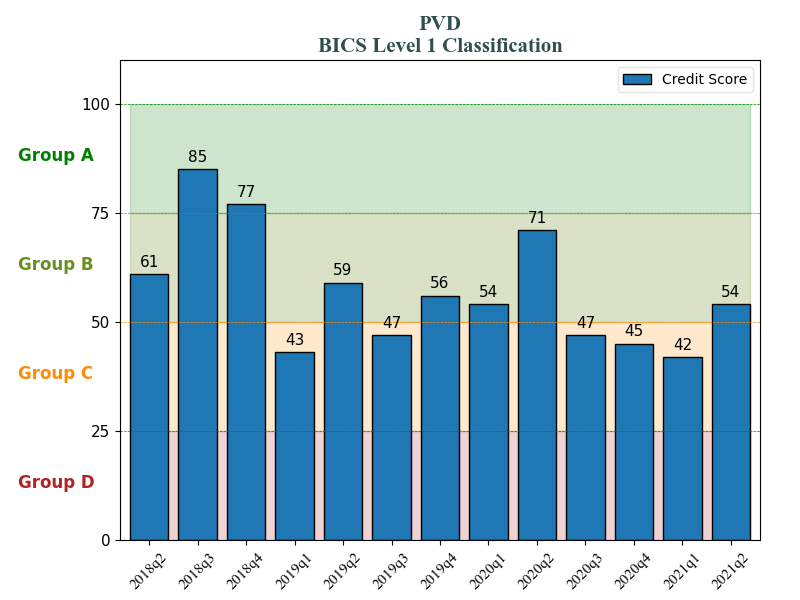 PVD
BICS Level 1 Classification
Credit Score
100
Group A
85
77
75
71
Group B
61
59
56
54
54
50
47
47
45
43
42
Group C
25
Group D
0
2018q2
2018q3
2018q4
2019q1
2019q2
2019q3
2019q4
2020q1
2020q2
2020q3
2020q4
2021q1
2021q2